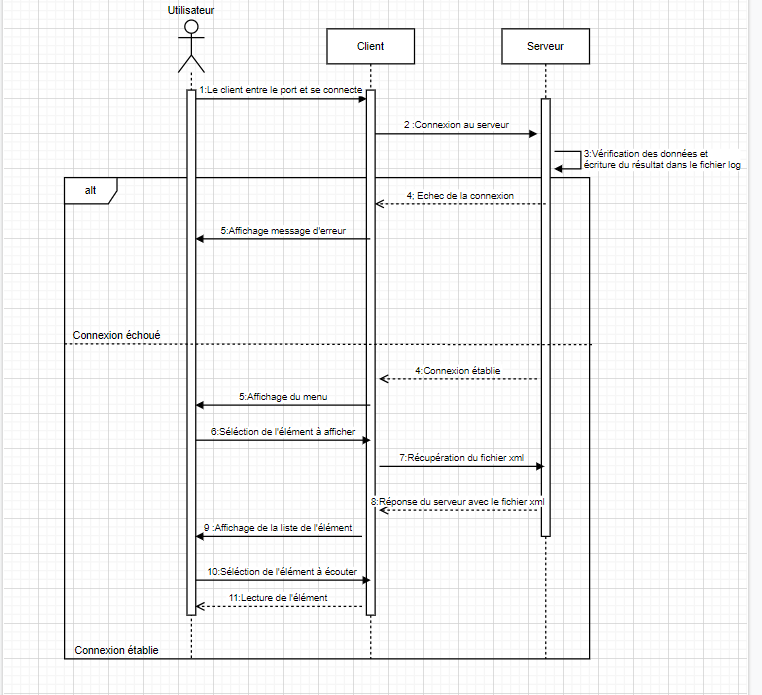 Utilisateur
Client
Serveur
1:Le client entre le port et se connecte
2 :Connexion au serveur
3:Vérification des données et
écriture du résultat dans le fichier log
alt
4; Echec de la connexion
5:Affichage message d'erreur
Connexion échoué
4:Connexion établie
5:Affichage du menu
6:Séléction de l'élémént à afficher
7:Récupération du fichier xml
8:Réponse du serveur avec le fichier xml
9 :Affichage de la liste de l'élément
10:Séléction de l'élement à écouter
11:Lecture de l'élément
Connexion établie